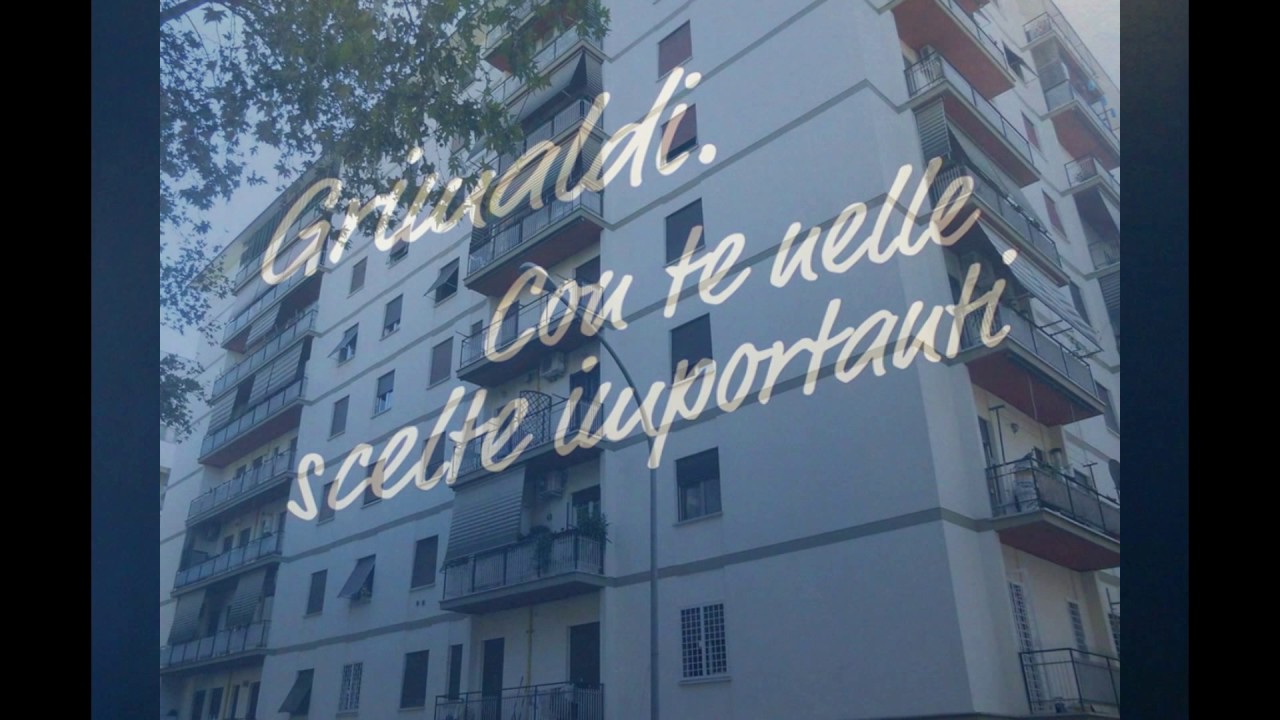 Grimaldi.
Con te nelle
scelte importanti